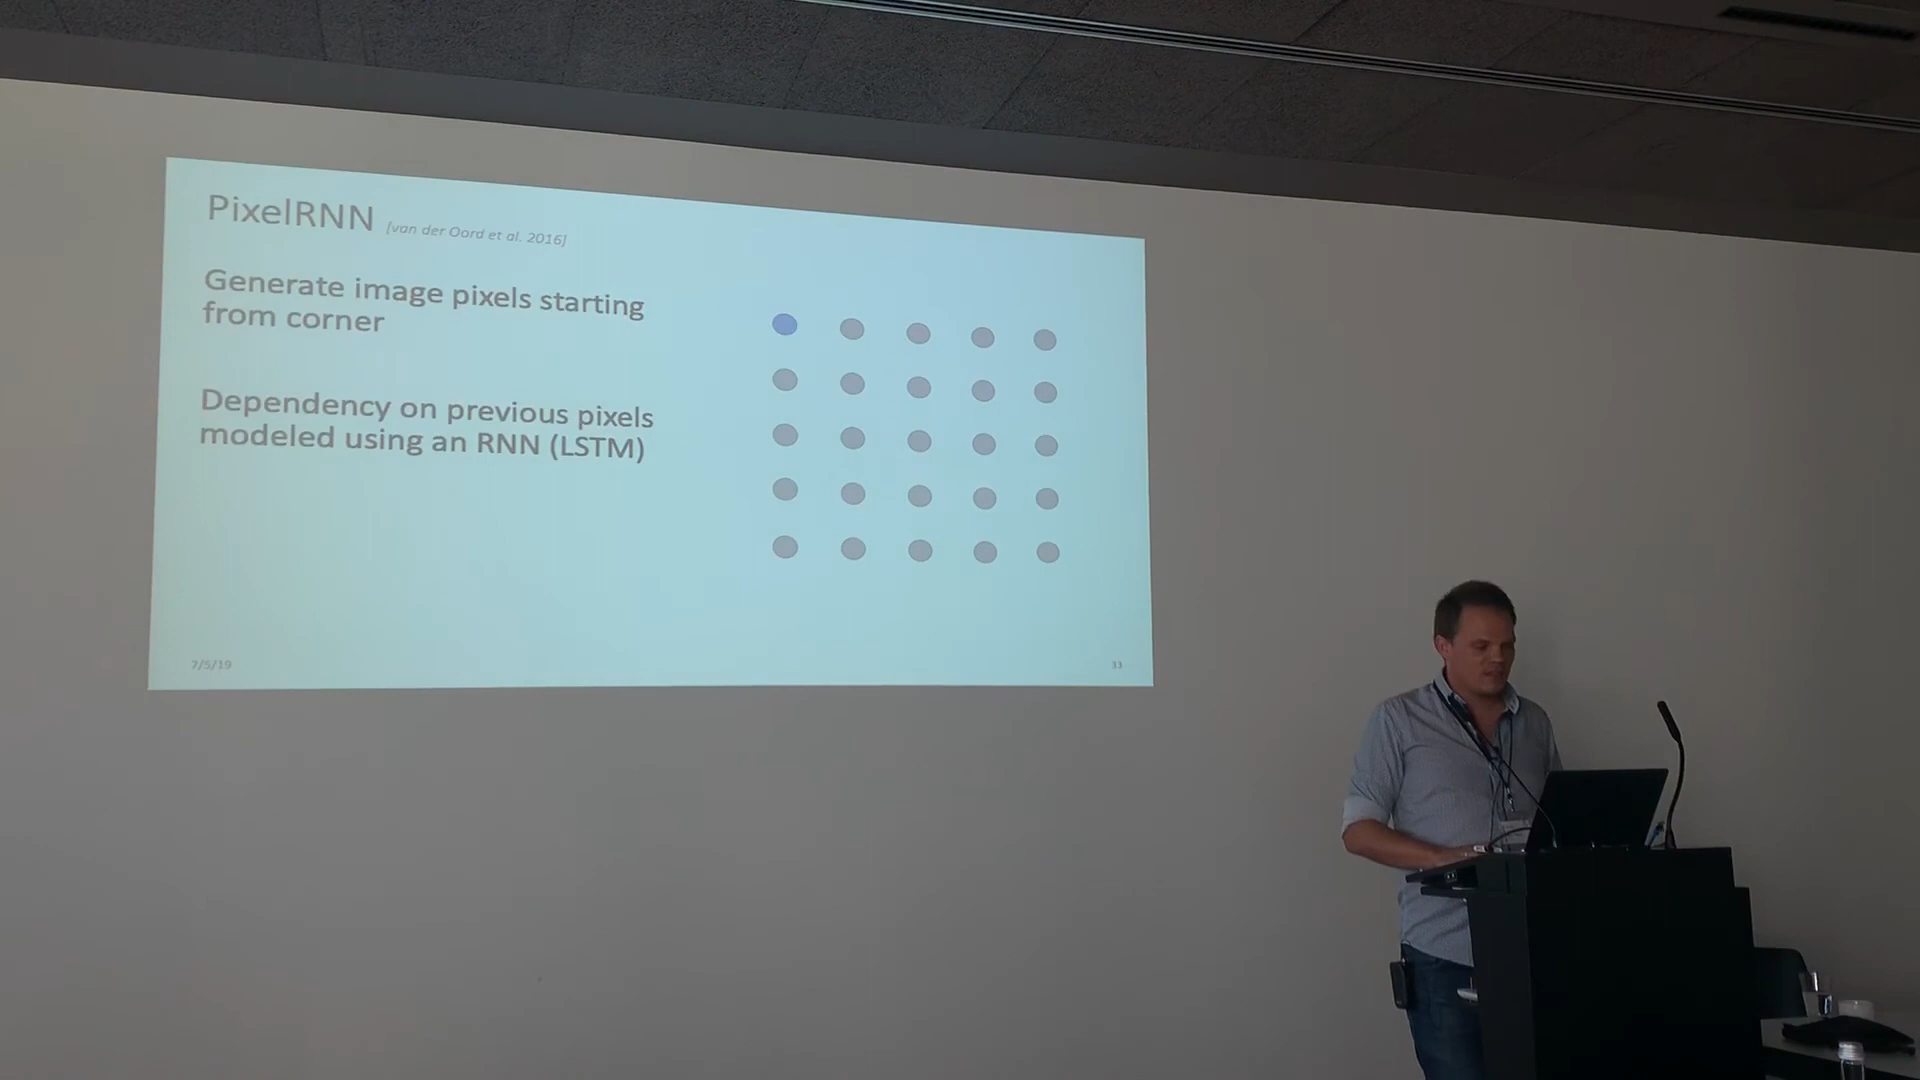 PixelRNN [van der Oord et al. 2016]
Generate image pixels starting
from corner
Dependency on previous pixels
modeled using an RNN (LSTM)
7/5/19
33